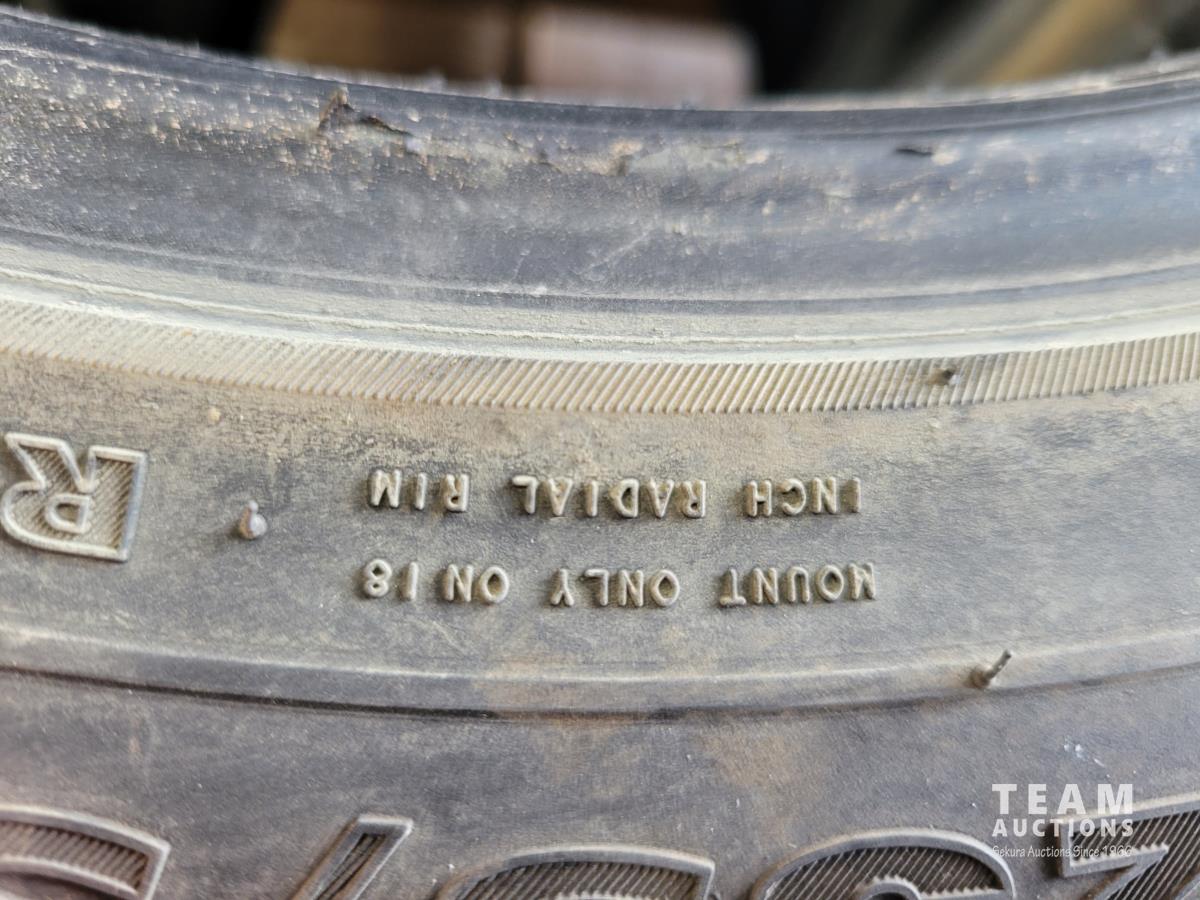 MOUNT ONLY ON 18
INCH RADIAL RIM
R
TEAM
AUCTIONS
Sekura Auctions Since 1966